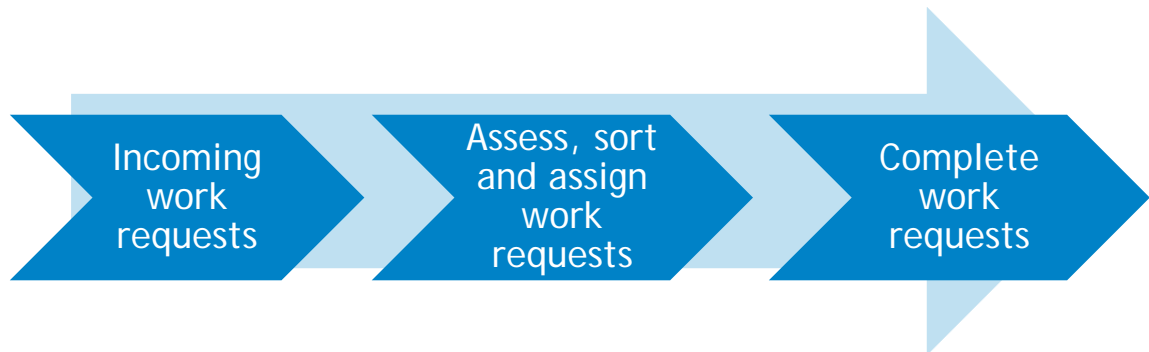 Incoming
work
requests
Assess, sort
and assign
work
requests
Complete
work
requests